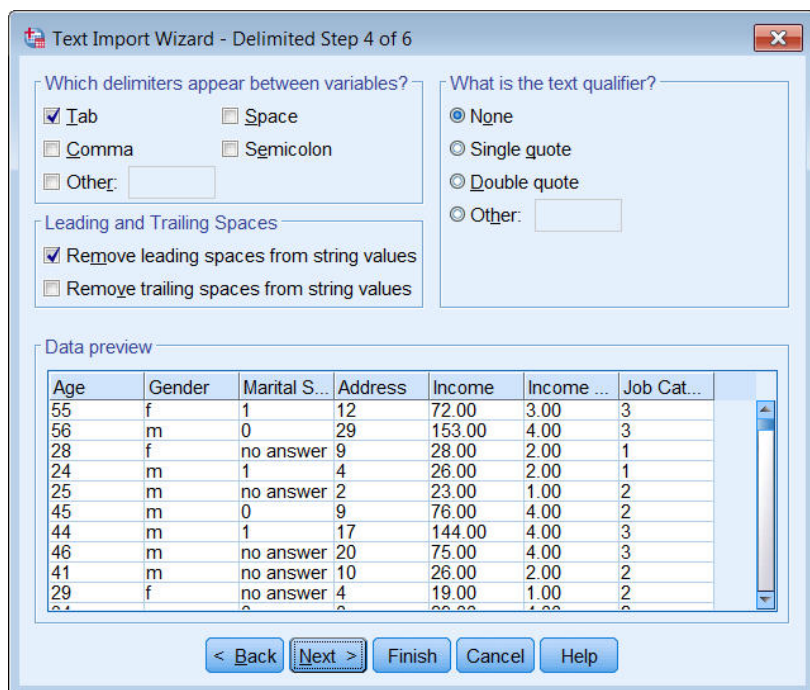 Text Import Wizard - Delimited Step 4 of 6
Which delimiters appear between variables?
Tab
Space
Comma
Semicolon
Other:
Leading and Trailing Spaces
Remove leading spaces from string values
Remove trailing spaces from string values
What is the text qualifier?
None
Single quote
Double quote
Other:
Data preview
Age Gender Marital S... Address Income Income ... Job Cat...
55 f 1 12 72.00 3.00 3
56 m 0 29 153.00 4.00 3
28 f no answer 9 28.00 2.00 1
24 m 1 4 26.00 2.00 1
25 m no answer 2 23.00 1.00 2
45 m 0 9 76.00 4.00 2
44 m 1 17 144.00 4.00 3
46 m no answer 20 75.00 4.00 3
41 m no answer 10 26.00 2.00 2
29 f no answer 4 19.00 1.00 2
< Back Next > Finish Cancel Help